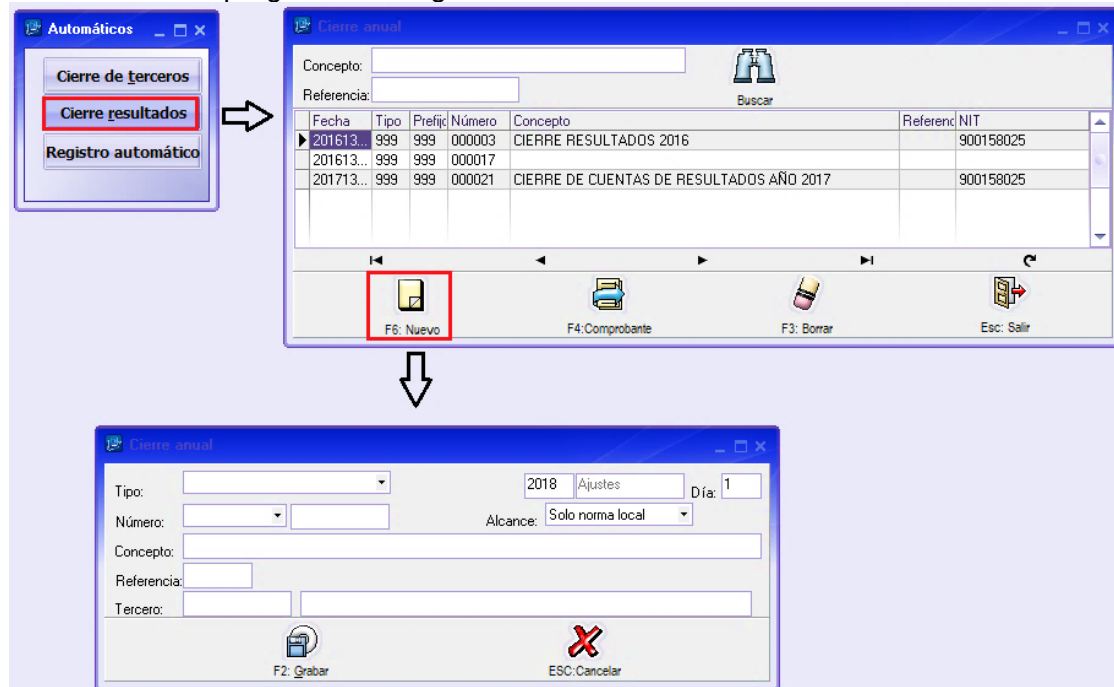 Automáticos
Cierre de terceros
Cierre resultados
Registro automático
Cierre anual
Concepto:
Referencia:
Buscar
Fecha Tipo Prefijc Número Concepto Referenc NIT
201613... 999 999 000003 CIERRE RESULTADOS 2016 900158025
201613... 999 999 000017
201713... 999 999 000021 CIERRE DE CUENTAS DE RESULTADOS AÑO 2017 900158025
F6: Nuevo F4:Comprobante F3: Borrar Esc: Salir
Cierre anual
Tipo: 2018 Ajustes Día: 1
Número: Alcance: Solo norma local
Concepto:
Referencia:
Tercero:
F2: Grabar ESC:Cancelar